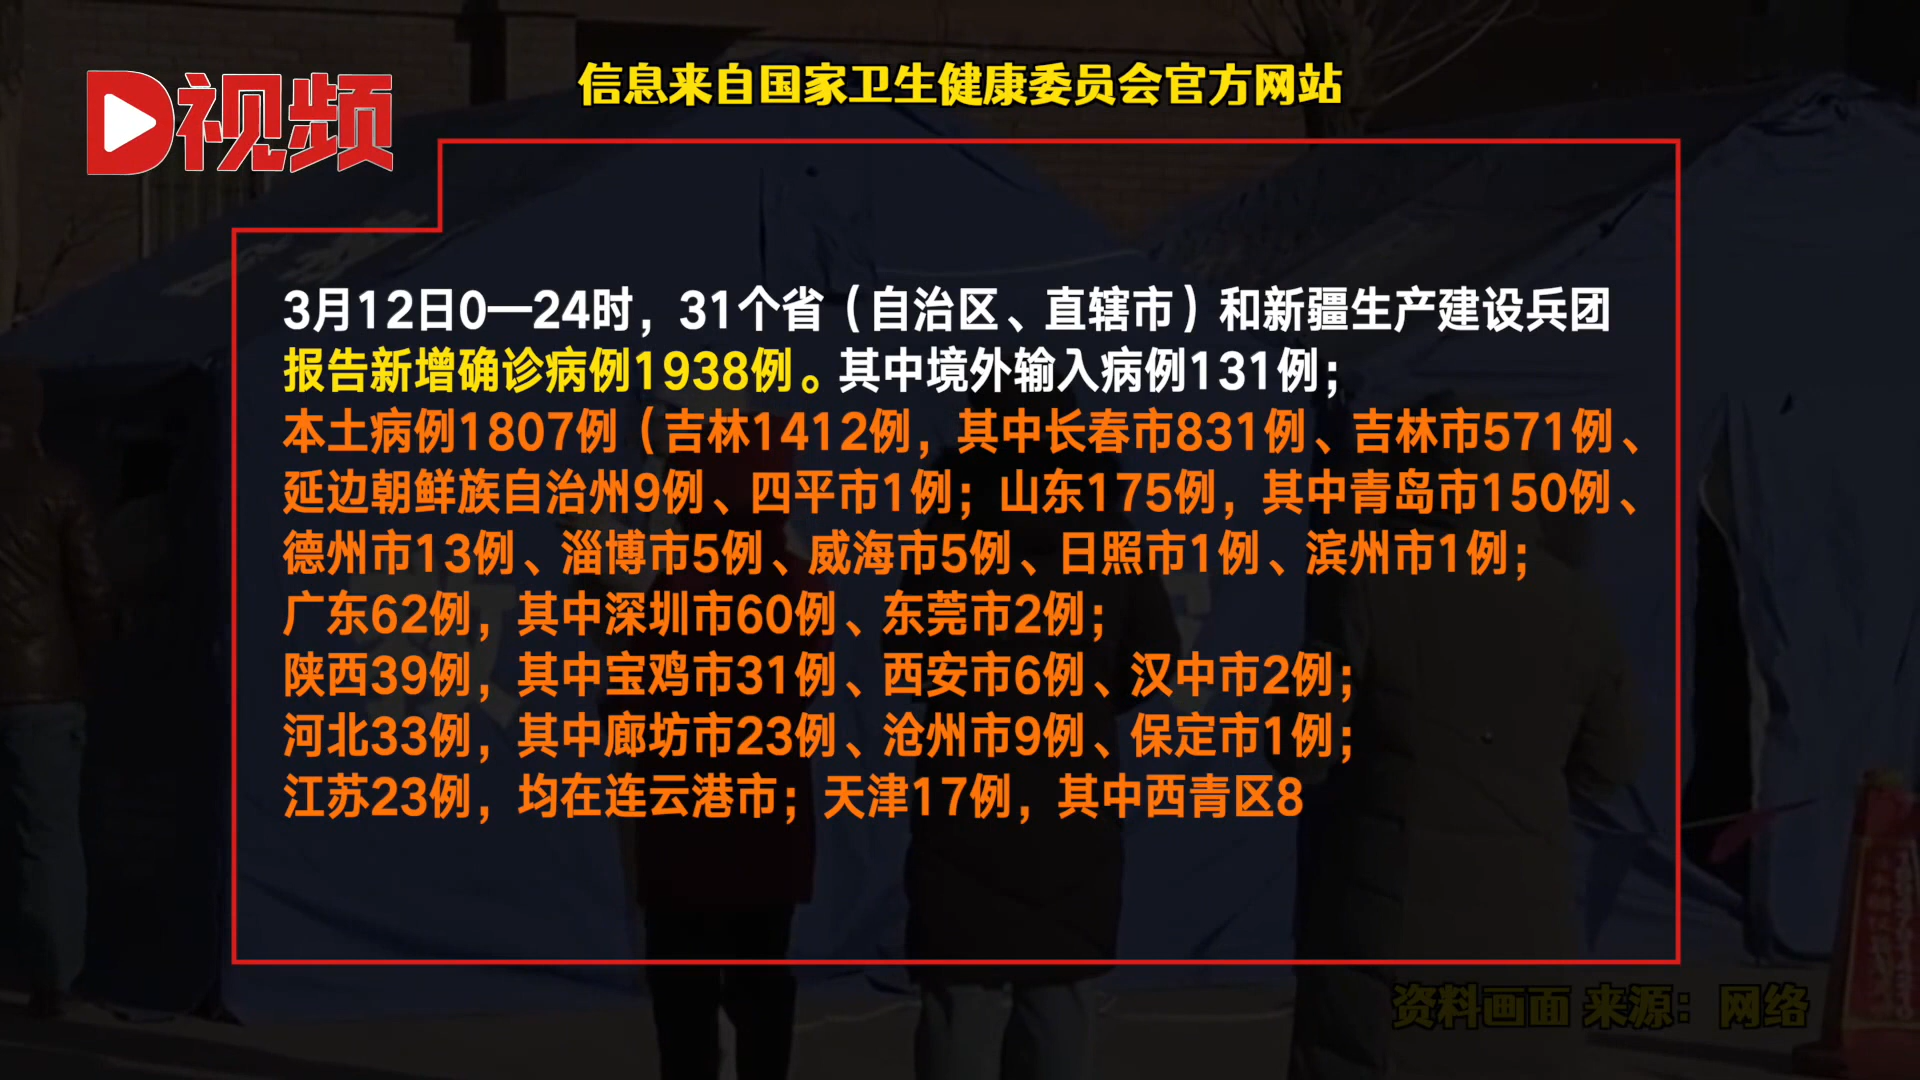 视频
信息来自国家卫生健康委员会官方网站
3月12日0—24时，31个省（自治区、直辖市）和新疆生产建设兵团
报告新增确诊病例1938例。其中境外输入病例131例；
本土病例1807例（吉林1412例，其中长春市831例、吉林市571例、
延边朝鲜族自治州9例、四平市1例；山东175例，其中青岛市150例、
德州市13例、淄博市5例、威海市5例、日照市1例、滨州市1例；
广东62例，其中深圳市60例、东莞市2例；
陕西39例，其中宝鸡市31例、西安市6例、汉中市2例；
河北33例，其中廊坊市23例、沧州市9例、保定市1例；
江苏23例，均在连云港市；天津17例，其中西青区8
资料画面 来源：网络